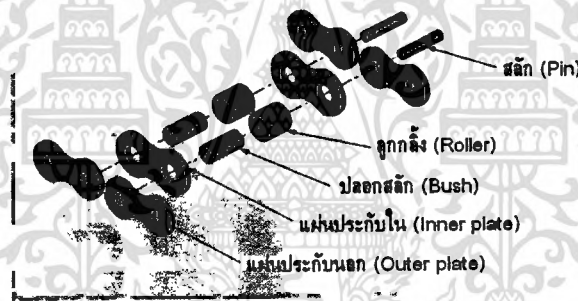 สลัก (Pin)
ลูกกลิ้ง (Roller)
ปลอกสลัก (Bush)
แผ่นประกับใน (Inner plate)
แผ่นประกับนอก (Outer plate)